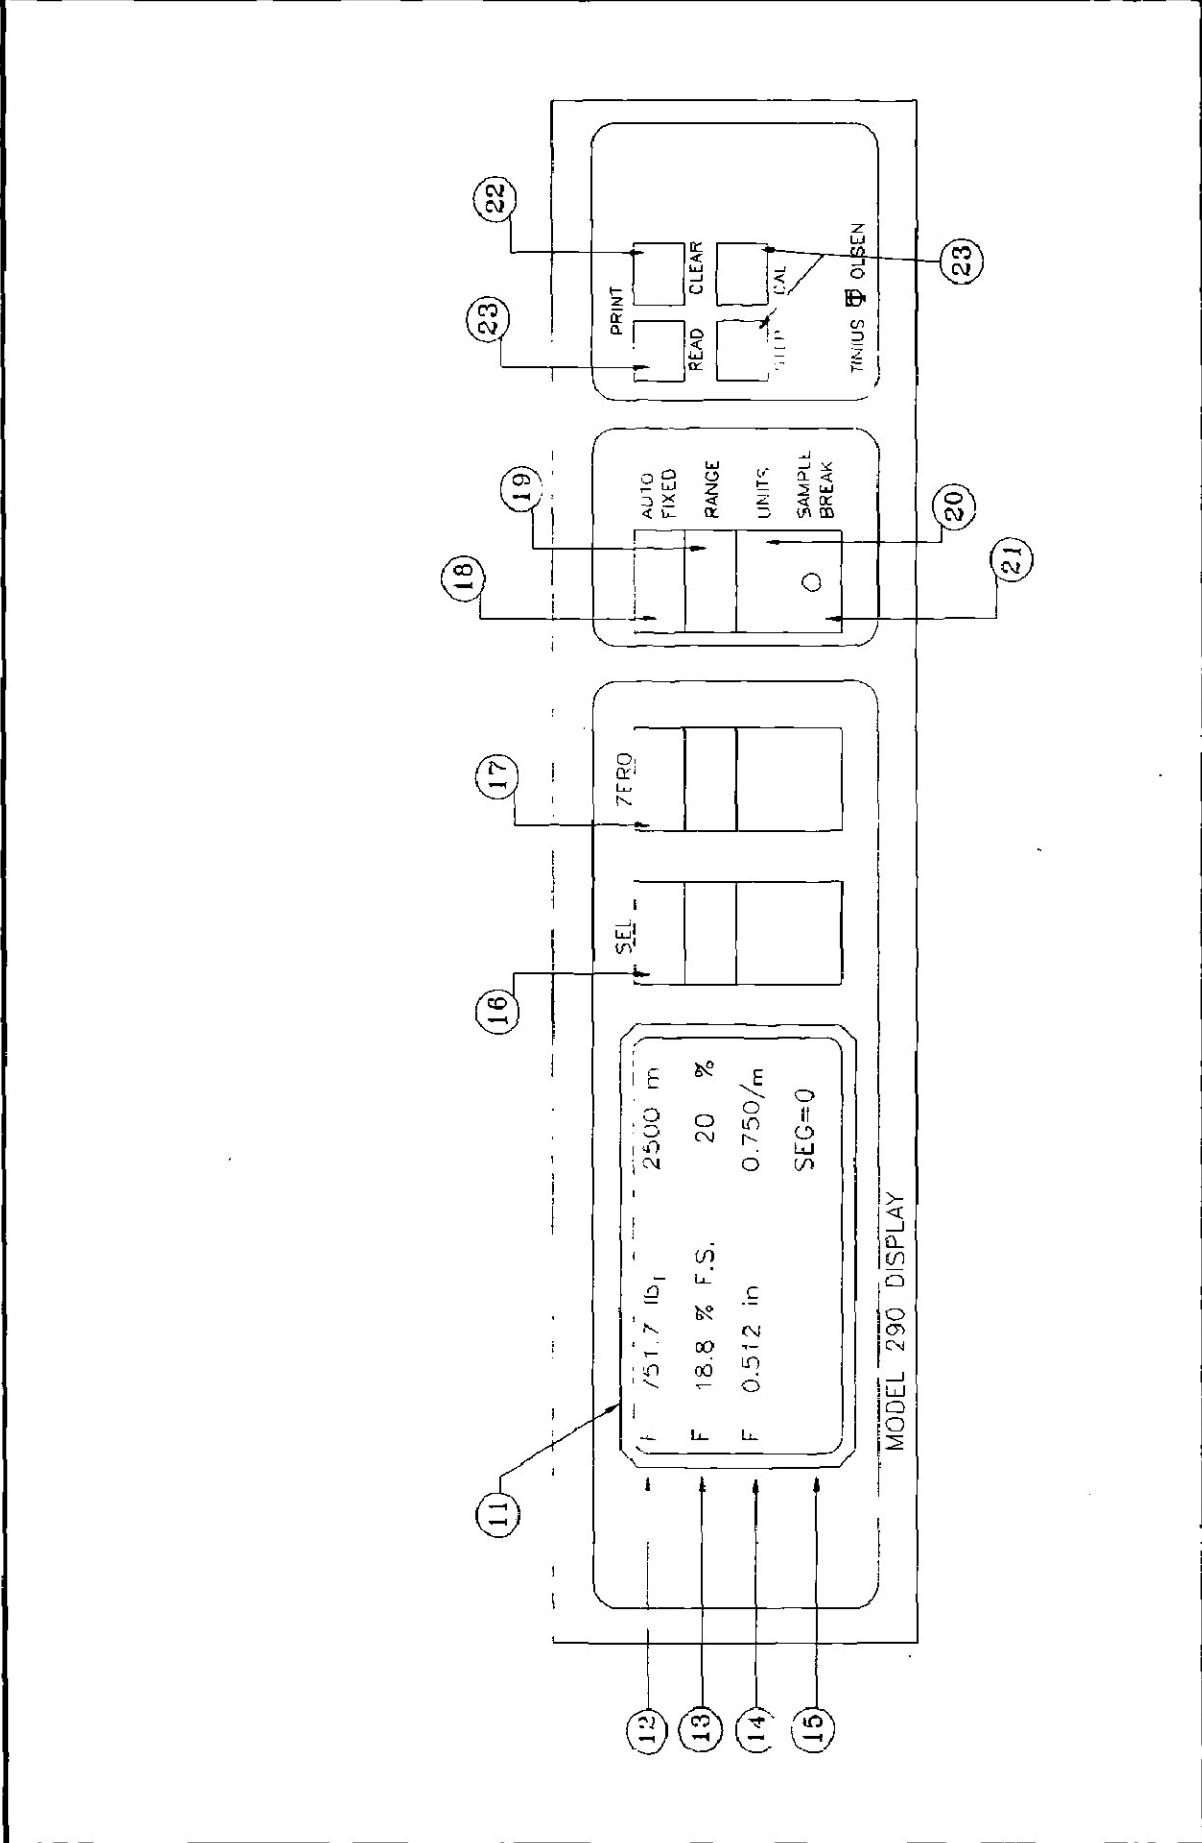 22
23
PRINT
READ CLEAR
CAL
TINIUS OLSEN
23
19
18
AUTO
FIXED
RANGE
UNITS
SAMPLE
BREAK
20
21
17
ZERO
16
SEL
11
12
13
14
15
51.7 2500 m
F 18.8 % F.S. 20 %
F 0.512 in 0.750/m
SEG=0
MODEL 290 DISPLAY